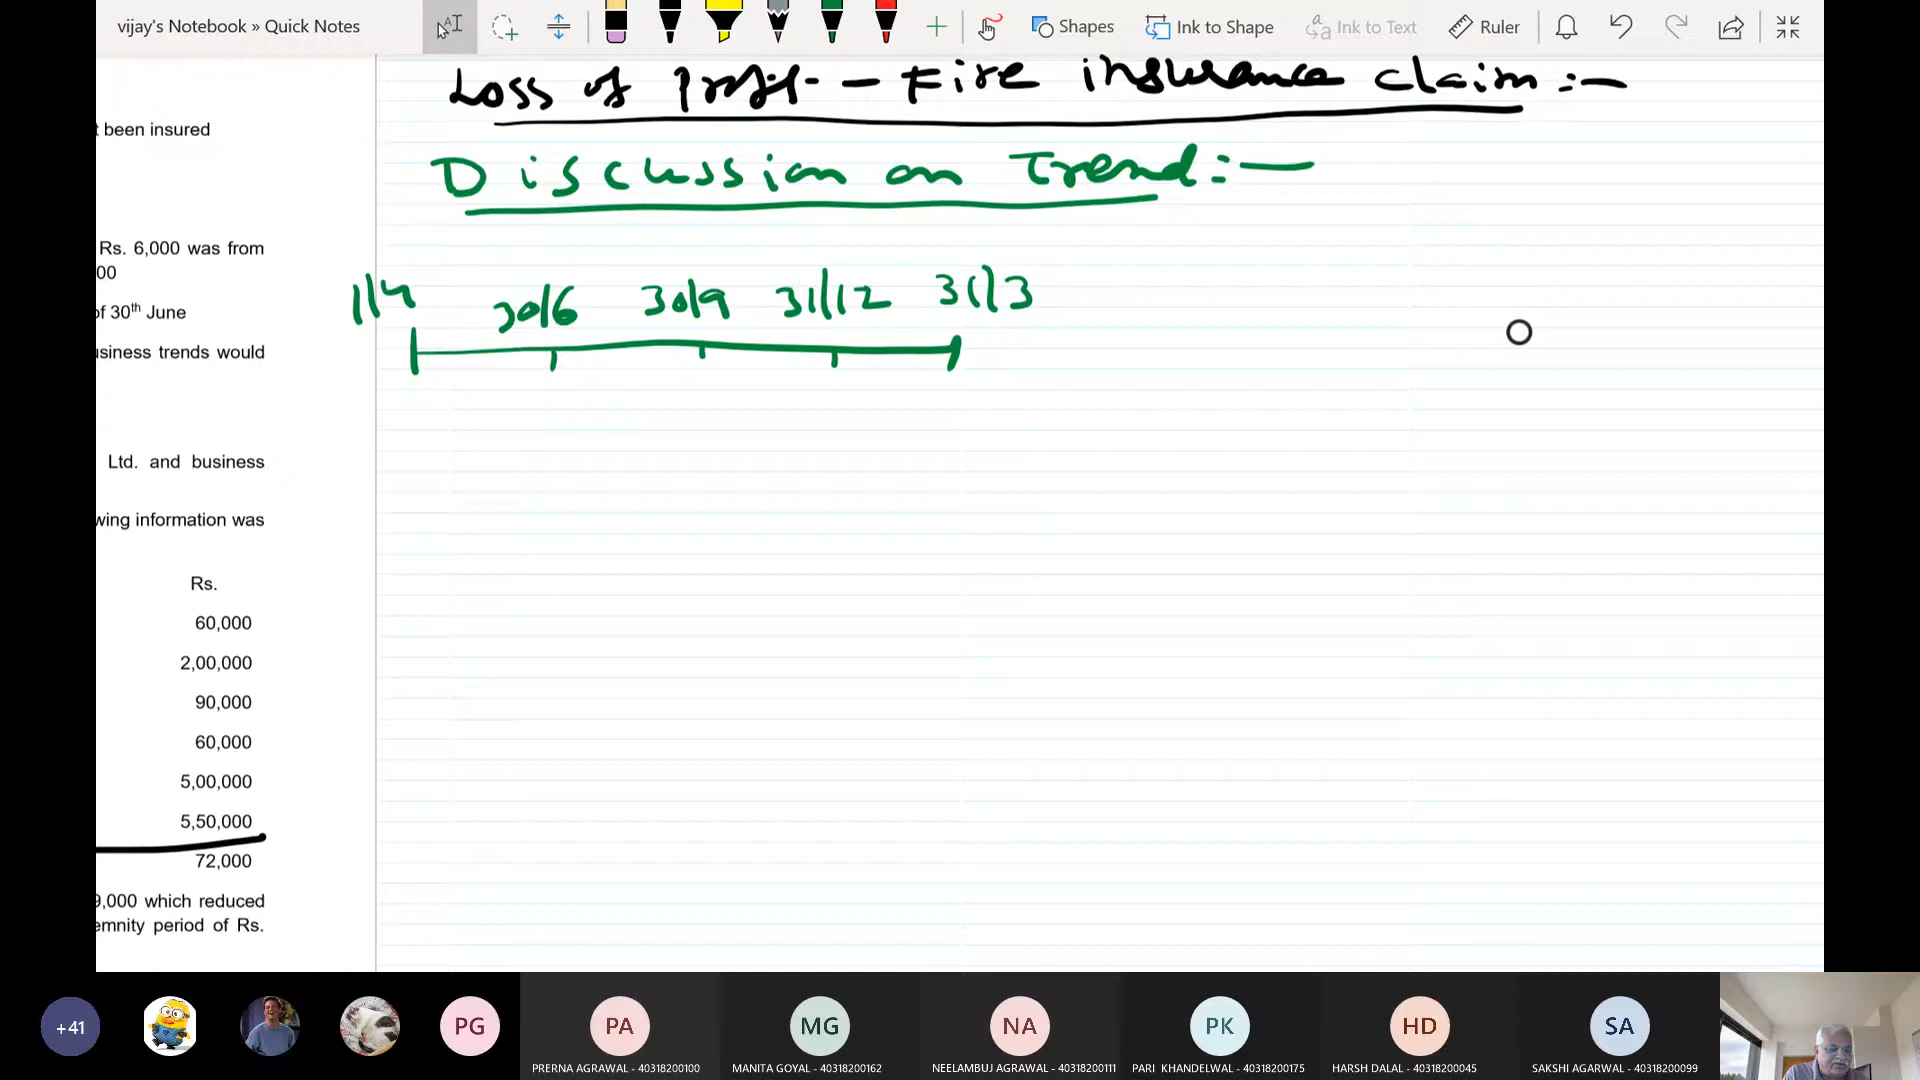 vijay's Notebook » Quick Notes
Shapes
Ink to Shape
Ink to Text
Ruler
Loss of Profit - Fire insurance claim :-
Discussion on Trend :-
1/4 30/6 30/9 31/12 31/3
t been insured
Rs. 6,000 was from
00
of 30th June
usiness trends would
Ltd. and business
wing information was
Rs.
60,000
2,00,000
90,000
60,000
5,00,000
5,50,000
72,000
9,000 which reduced
emnity period of Rs.
+41
PG
PA
MG
NA
PK
HD
SA
PRERNA AGRAWAL - 40318200100
MANITA GOYAL - 40318200162
NEELAMBUJ AGRAWAL - 40318200111
PARI KHANDELWAL - 40318200175
HARSH DALAL - 40318200045
SAKSHI AGARWAL - 40318200099